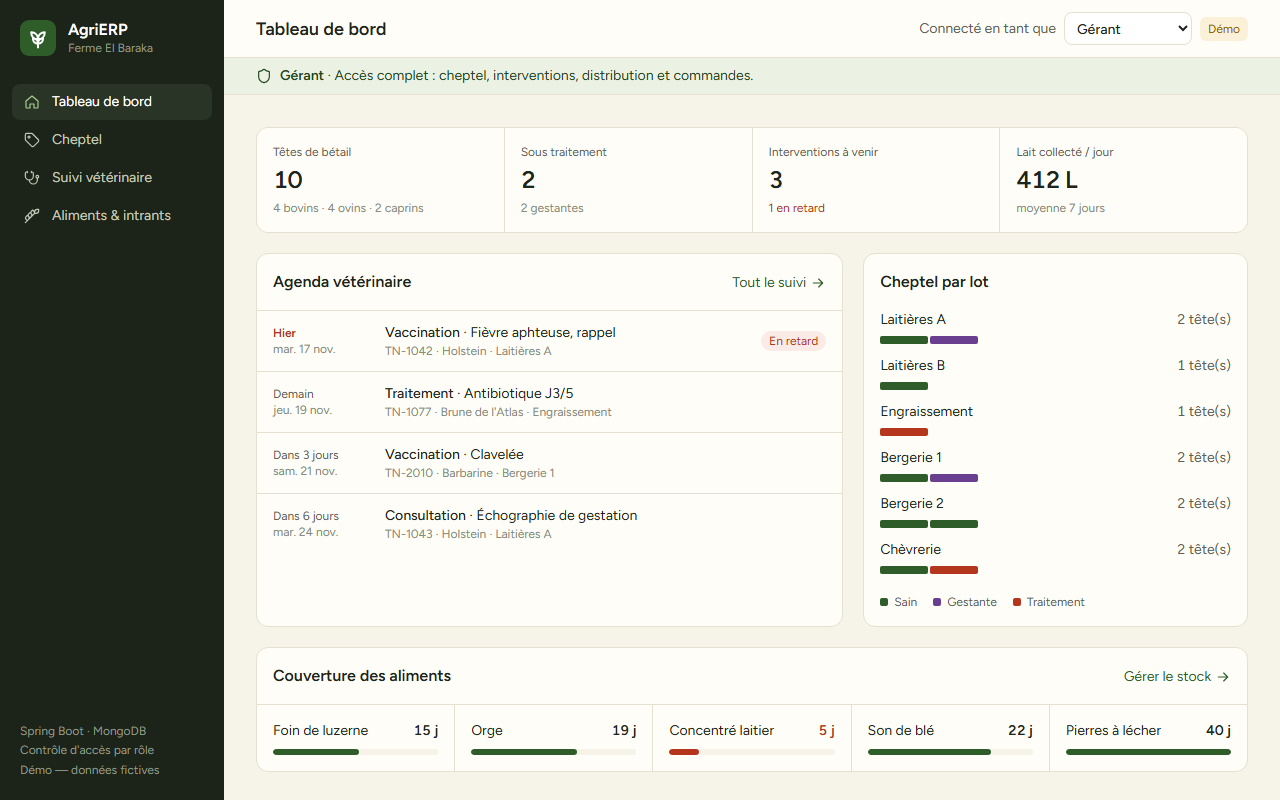 AgriERP
Ferme El Baraka
Tableau de bord
Cheptel
Suivi vétérinaire
Aliments & intrants
Spring Boot · MongoDB
Contrôle d'accès par rôle
Démo — données fictives
Tableau de bord
Connecté en tant que Gérant Démo
Gérant · Accès complet : cheptel, interventions, distribution et commandes.
Têtes de bétail
10
4 bovins · 4 ovins · 2 caprins
Sous traitement
2
2 gestantes
Interventions à venir
3
1 en retard
Lait collecté / jour
412 L
moyenne 7 jours
Agenda vétérinaire
Tout le suivi →
Hier
mar. 17 nov.
Vaccination · Fièvre aphteuse, rappel
TN-1042 · Holstein · Laitières A
En retard
Demain
jeu. 19 nov.
Traitement · Antibiotique J3/5
TN-1077 · Brune de l'Atlas · Engraissement
Dans 3 jours
sam. 21 nov.
Vaccination · Clavelée
TN-2010 · Barbarine · Bergerie 1
Dans 6 jours
mar. 24 nov.
Consultation · Échographie de gestation
TN-1043 · Holstein · Laitières A
Cheptel par lot
Laitières A 2 tête(s)
Laitières B 1 tête(s)
Engraissement 1 tête(s)
Bergerie 1 2 tête(s)
Bergerie 2 2 tête(s)
Chèvrerie 2 tête(s)
Sain Gestante Traitement
Couverture des aliments
Gérer le stock →
Foin de luzerne 15 j
Orge 19 j
Concentré laitier 5 j
Son de blé 22 j
Pierres à lécher 40 j